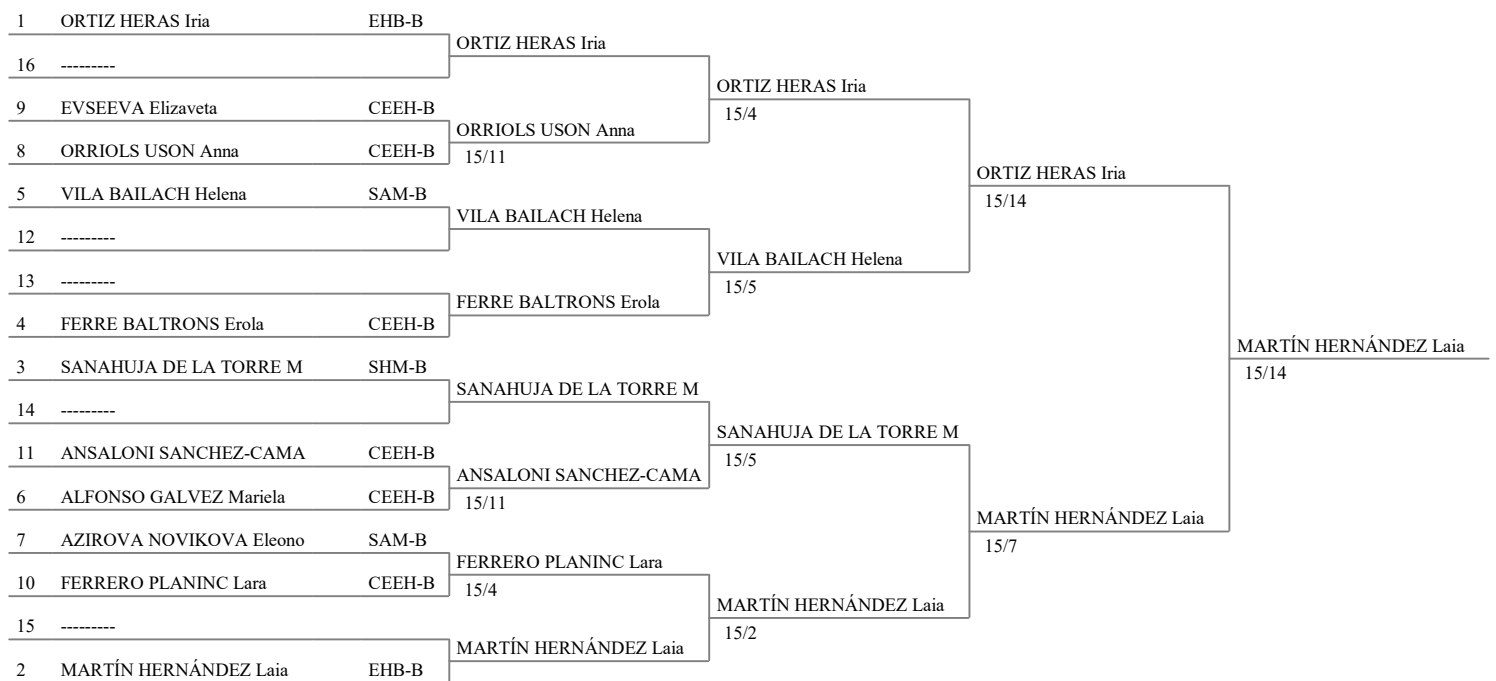 1 ORTIZ HERAS Iria EHB-B
16 ---------
9 EVSEEVA Elizaveta CEEH-B
8 ORRIOLS USON Anna CEEH-B
5 VILA BAILACH Helena SAM-B
12 ---------
13 ---------
4 FERRE BALTRONS Erola CEEH-B
3 SANAHUJA DE LA TORRE M SHM-B
14 ---------
11 ANSALONI SANCHEZ-CAMA CEEH-B
6 ALFONSO GALVEZ Mariela CEEH-B
7 AZIROVA NOVIKOVA Eleono SAM-B
10 FERRERO PLANINC Lara CEEH-B
15 ---------
2 MARTÍN HERNÁNDEZ Laia EHB-B
ORTIZ HERAS Iria
ORRIOLS USON Anna
15/11
VILA BAILACH Helena
FERRE BALTRONS Erola
SANAHUJA DE LA TORRE M
ANSALONI SANCHEZ-CAMA
15/11
FERRERO PLANINC Lara
15/4
MARTÍN HERNÁNDEZ Laia
ORTIZ HERAS Iria
15/4
VILA BAILACH Helena
15/5
SANAHUJA DE LA TORRE M
15/5
MARTÍN HERNÁNDEZ Laia
15/2
ORTIZ HERAS Iria
15/14
MARTÍN HERNÁNDEZ Laia
15/7
MARTÍN HERNÁNDEZ Laia
15/14